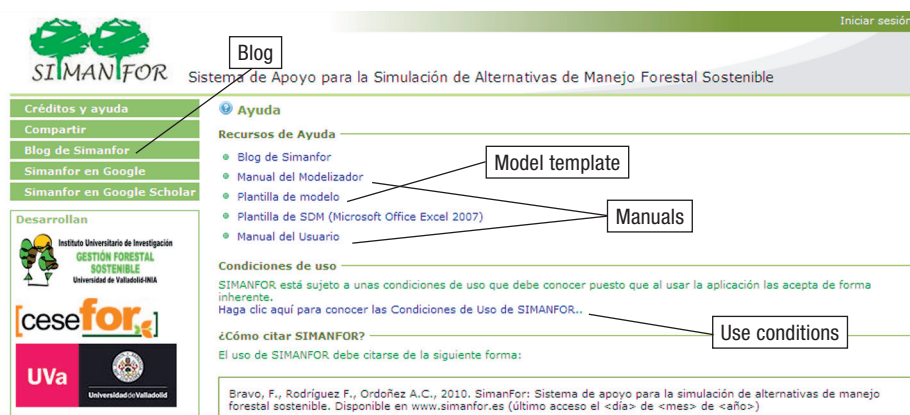 Iniciar sesión
Blog
SIMANFOR
Sistema de Apoyo para la Simulación de Alternativas de Manejo Forestal Sostenible
Créditos y ayuda
Compartir
Blog de Simanfor
Simanfor en Google
Simanfor en Google Scholar
Desarrollan
Instituto Universitario de Investigación
GESTIÓN FORESTAL
SOSTENIBLE
Universidad de Valladolid-INIA
[cesefor]
UVa
Universidad de Valladolid
Ayuda
Recursos de Ayuda
Blog de Simanfor
Manual del Modelizador
Plantilla de modelo
Plantilla de SDM (Microsoft Office Excel 2007)
Manual del Usuario
Model template
Manuals
Condiciones de uso
SIMANFOR está sujeto a unas condiciones de uso que debe conocer puesto que al usar la aplicación las acepta de forma
inherente.
Haga clic aquí para conocer las Condiciones de Uso de SIMANFOR..
Use conditions
¿Cómo citar SIMANFOR?
El uso de SIMANFOR debe citarse de la siguiente forma:
Bravo, F., Rodríguez F., Ordoñez A.C., 2010. SimanFor: Sistema de apoyo para la simulación de alternativas de manejo
forestal sostenible. Disponible en www.simanfor.es (último acceso el <día> de <mes> de <año>)